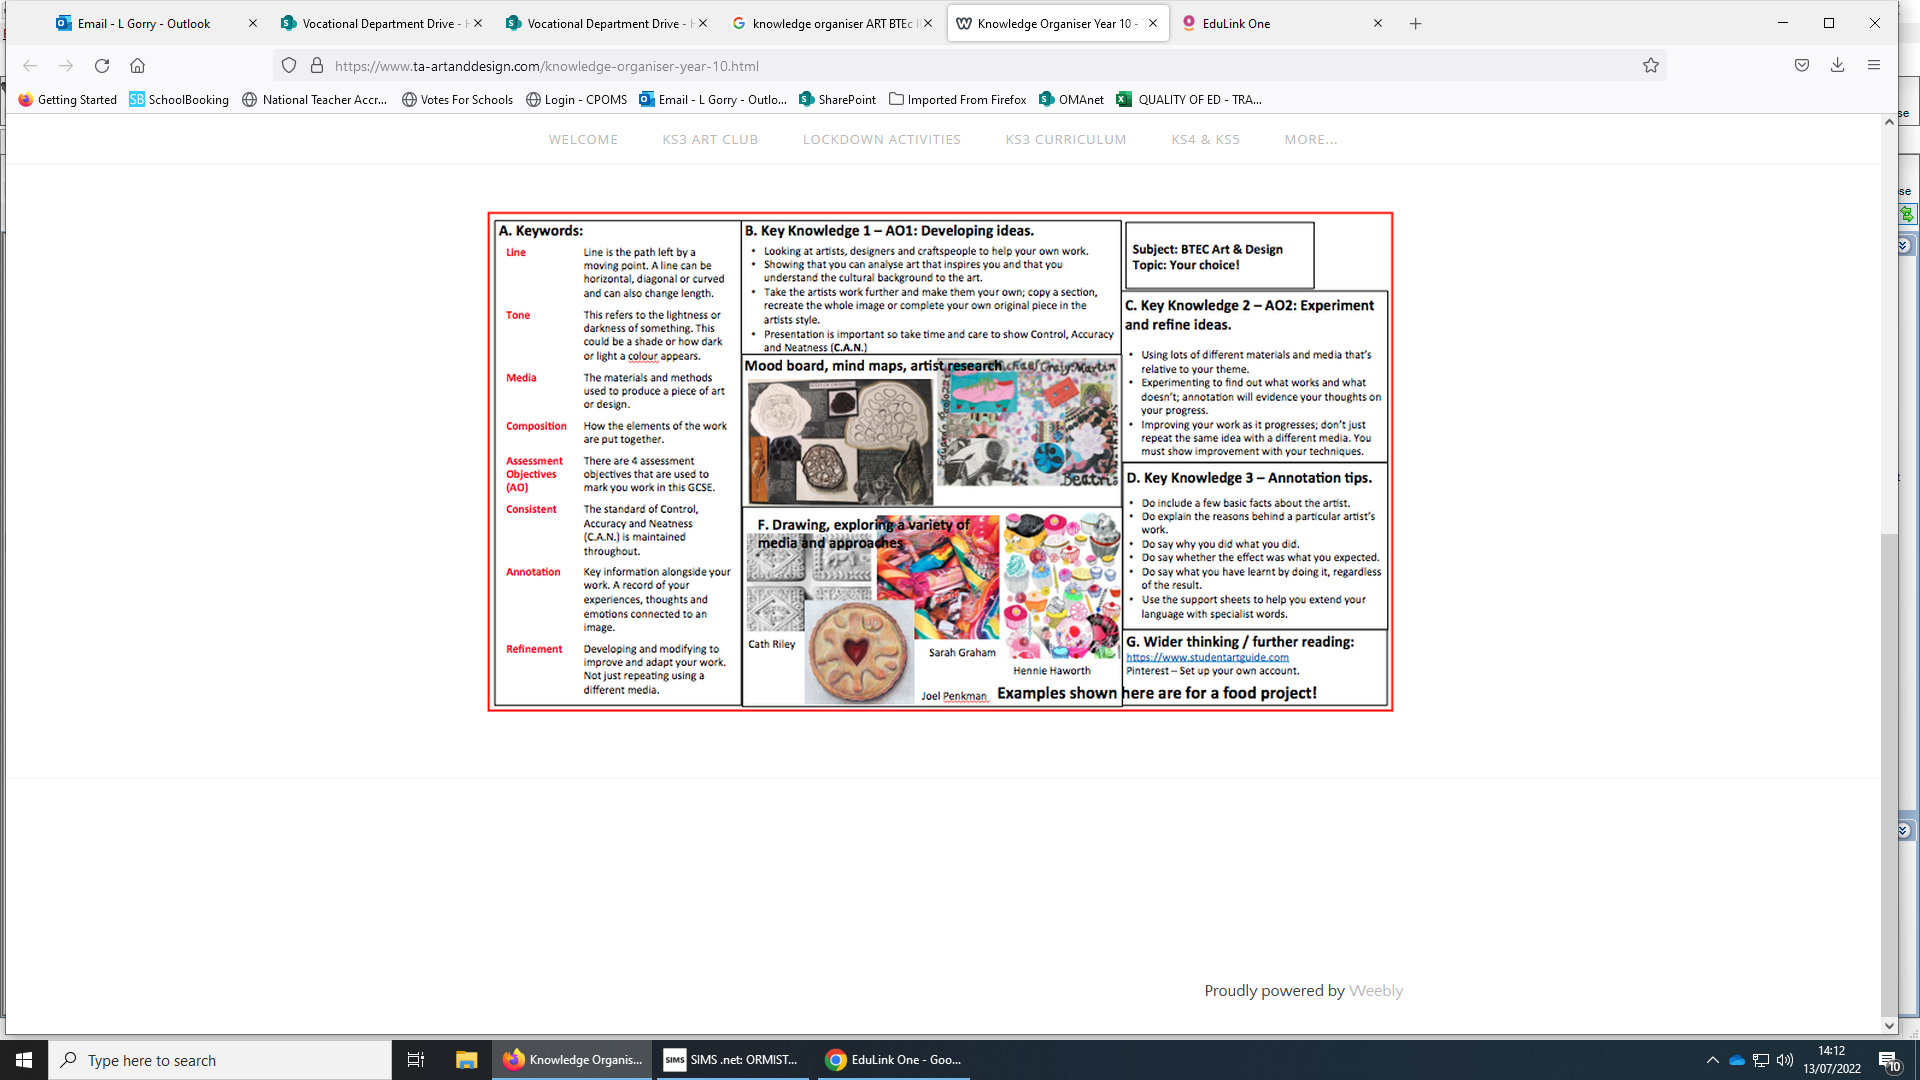 Email - L Gorry - Outlook
Vocational Department Drive - H
Vocational Department Drive - H
knowledge organiser ART BTEc l
Knowledge Organiser Year 10 - T
EduLink One
https://www.ta-artanddesign.com/knowledge-organiser-year-10.html
Getting Started
SchoolBooking
National Teacher Accr...
Votes For Schools
Login - CPOMS
Email - L Gorry - Outlo...
SharePoint
Imported From Firefox
OMAnet
QUALITY OF ED - TRA...
WELCOME
KS3 ART CLUB
LOCKDOWN ACTIVITIES
KS3 CURRICULUM
KS4 & KS5
MORE...
A. Keywords:
Line
Line is the path left by a
moving point. A line can be
horizontal, diagonal or curved
and can also change length.
Tone
This refers to the lightness or
darkness of something. This
could be a shade or how dark
or light a colour appears.
Media
The materials and methods
used to produce a piece of art
or design.
Composition
How the elements of the work
are put together.
Assessment
Objectives
(AO)
There are 4 assessment
objectives that are used to
mark you work in this GCSE.
Consistent
The standard of Control,
Accuracy and Neatness
(C.A.N.) is maintained
throughout.
Annotation
Key information alongside your
work. A record of your
experiences, thoughts and
emotions connected to an
image.
Refinement
Developing and modifying to
improve and adapt your work.
Not just repeating using a
different media.
B. Key Knowledge 1 – AO1: Developing ideas.
• Looking at artists, designers and craftspeople to help your own work.
• Showing that you can analyse art that inspires you and that you
understand the cultural background to the art.
• Take the artists work further and make them your own; copy a section,
recreate the whole image or complete your own original piece in the
artists style.
• Presentation is important so take time and care to show Control, Accuracy
and Neatness (C.A.N.)
Mood board, mind maps, artist research
Craig-Martin
F. Drawing, exploring a variety of
media and approaches
Cath Riley
Sarah Graham
Hennie Haworth
Joel Penkman
Examples shown here are for a food project!
Subject: BTEC Art & Design
Topic: Your choice!
C. Key Knowledge 2 – AO2: Experiment
and refine ideas.
• Using lots of different materials and media that's
relative to your theme.
• Experimenting to find out what works and what
doesn't; annotation will evidence your thoughts on
your progress.
• Improving your work as it progresses; don't just
repeat the same idea with a different media. You
must show improvement with your techniques.
D. Key Knowledge 3 – Annotation tips.
• Do include a few basic facts about the artist.
• Do explain the reasons behind a particular artist's
work.
• Do say why you did what you did.
• Do say whether the effect was what you expected.
• Do say what you have learnt by doing it, regardless
of the result.
• Use the support sheets to help you extend your
language with specialist words.
G. Wider thinking / further reading:
https://www.studentartguide.com
Pinterest – Set up your own account.
Proudly powered by Weebly
Type here to search
Knowledge Organis...
SIMS .net: ORMIST...
EduLink One - Goo...
14:12
13/07/2022
10